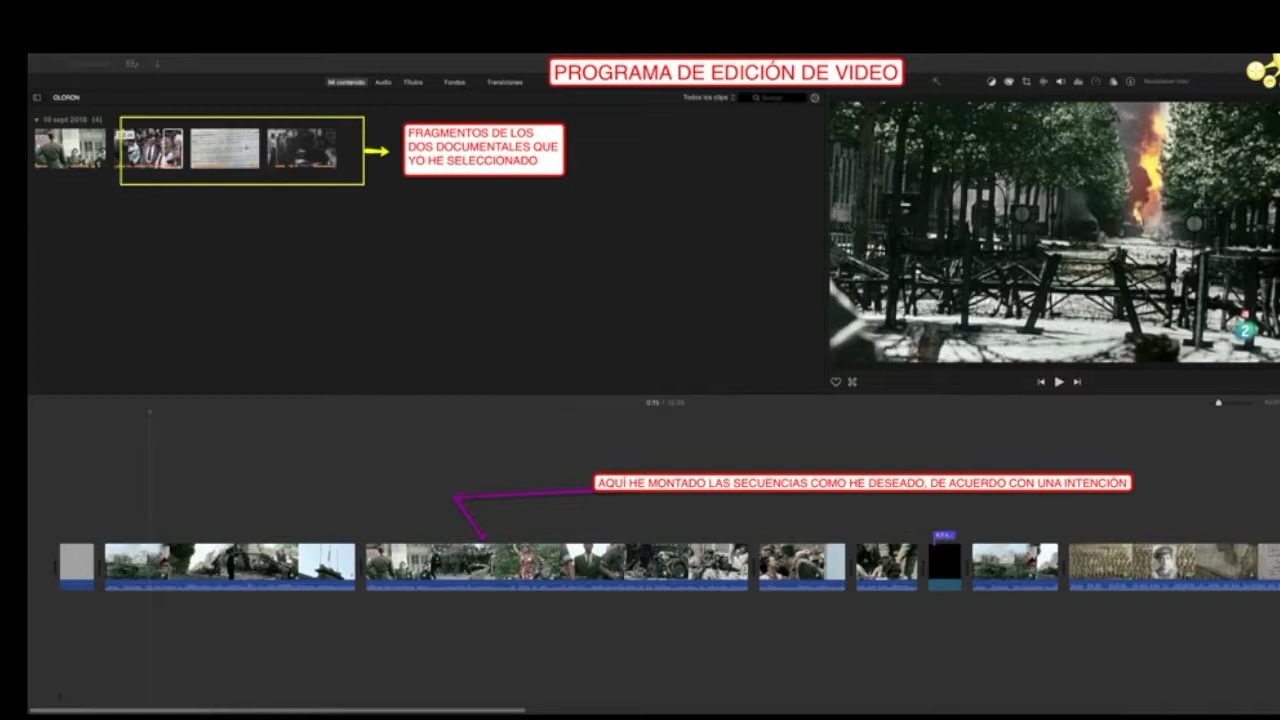 PROGRAMA DE EDICIÓN DE VIDEO
Mi contenido Audio Títulos Fondos Transiciones
OLORON
Todos los clips
Buscar
10 sept 2018 (4)
FRAGMENTOS DE LOS
DOS DOCUMENTALES QUE
YO HE SELECCIONADO
2
AQUÍ HE MONTADO LAS SECUENCIAS COMO HE DESEADO, DE ACUERDO CON UNA INTENCIÓN